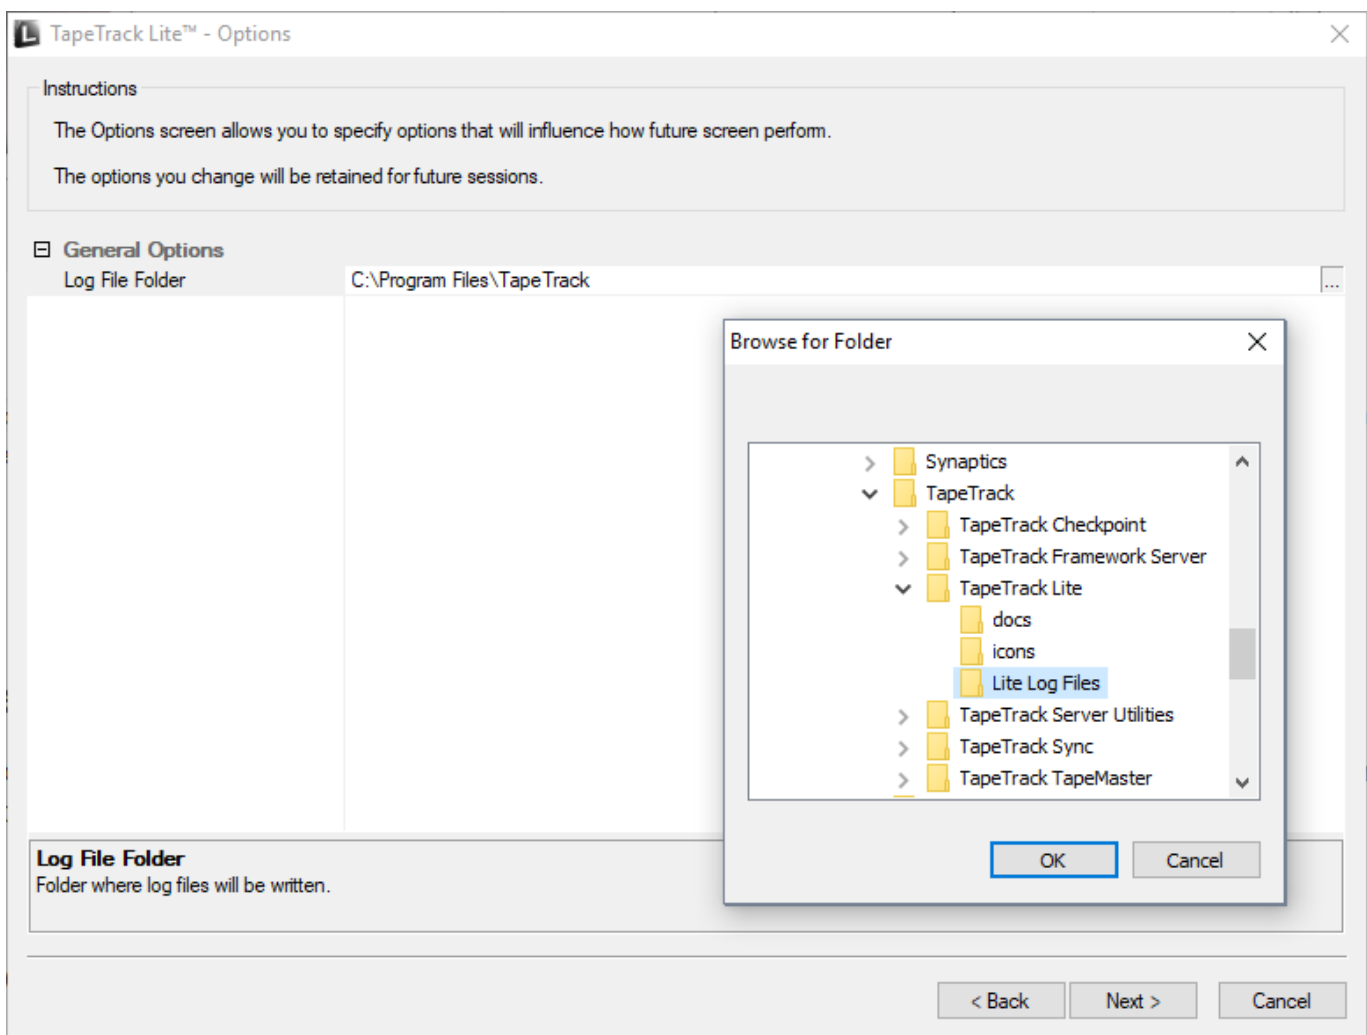 TapeTrack Lite™ - Options
Instructions
The Options screen allows you to specify options that will influence how future screen perform.
The options you change will be retained for future sessions.
General Options
Log File Folder C:\Program Files\TapeTrack ...
Browse for Folder
Synaptics
TapeTrack
TapeTrack Checkpoint
TapeTrack Framework Server
TapeTrack Lite
docs
icons
Lite Log Files
TapeTrack Server Utilities
TapeTrack Sync
TapeTrack TapeMaster
OK Cancel
Log File Folder
Folder where log files will be written.
< Back Next > Cancel